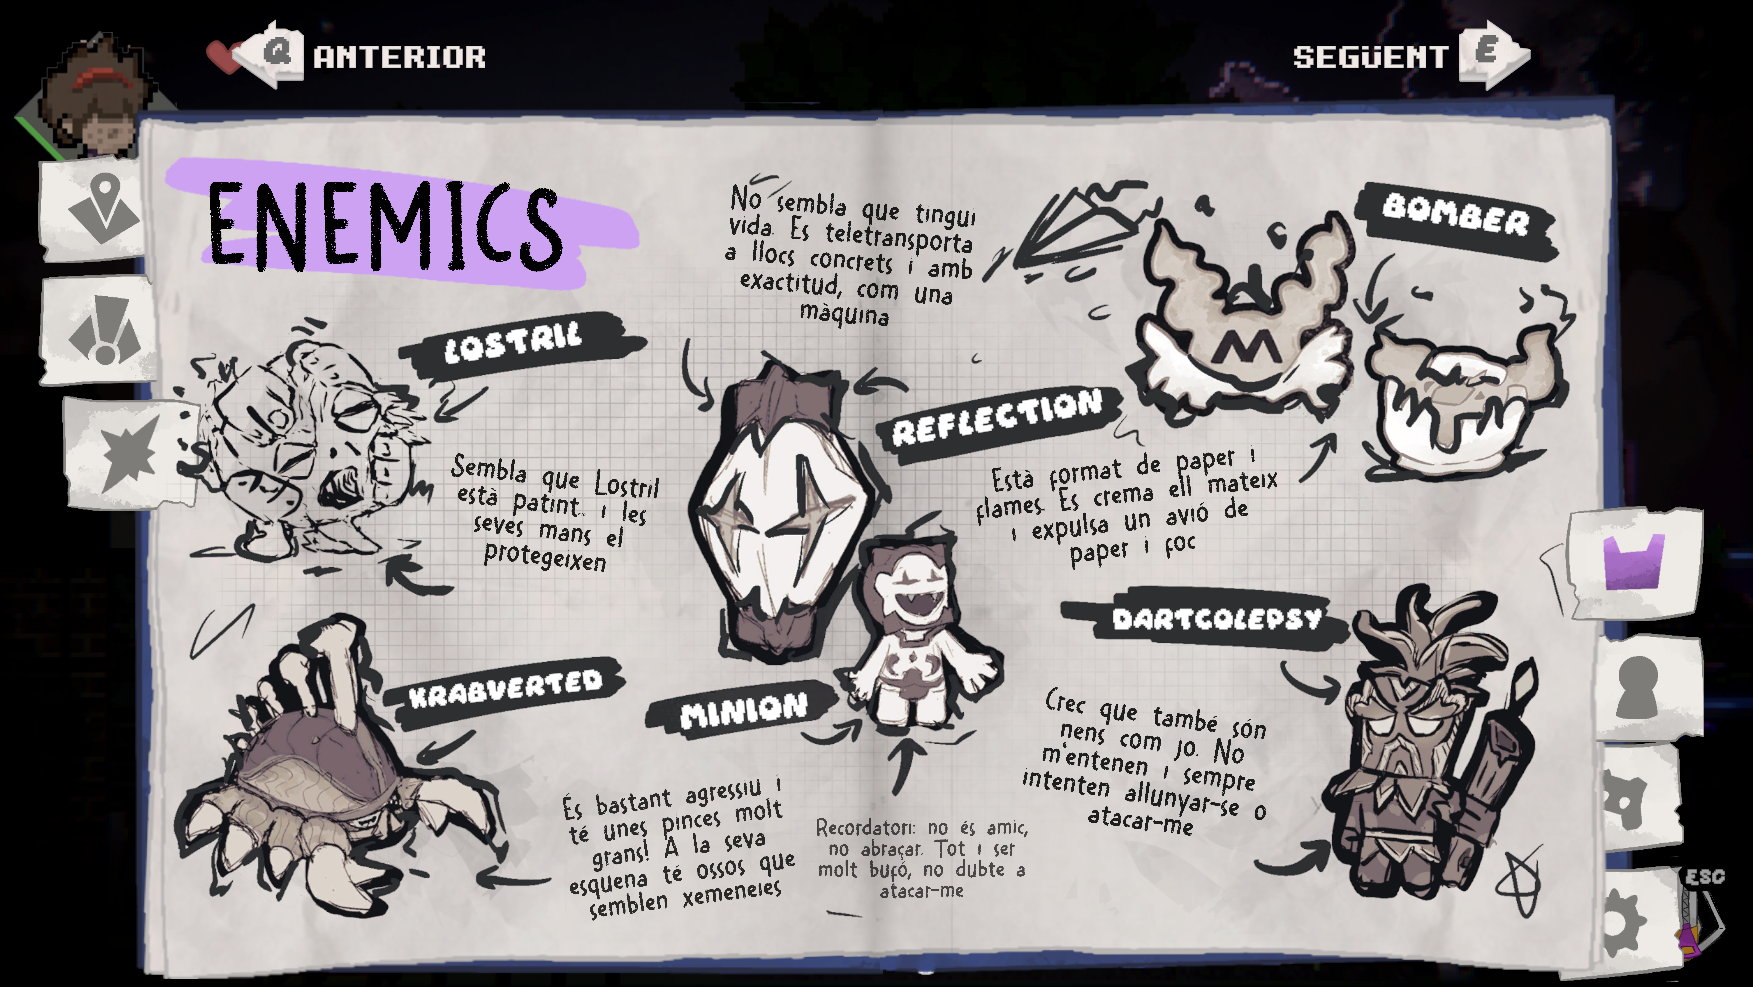 Q ANTERIOR
SEGÜENT E
ENEMICS
LOSTRIL
Sembla que Lostril
està patint.. i les
seves mans el
protegeixen
No sembla que tingui
vida. Es teletransporta
a llocs concrets i amb
exactitud, com una
màquina
REFLECTION
BOMBER
M
Està format de paper i
flames. Es crema ell mateix
i expulsa un avió de
paper i foc
KRABVERTED
És bastant agressiu i
té unes pinces molt
grans! A la seva
esquena té ossos que
semblen xemeneies
MINION
Recordatori: no és amic,
no abraçar. Tot i ser
molt bufó, no dubte a
atacar-me
DARTCOLEPSY
Crec que també són
nens com jo. No
m'entenen i sempre
intenten allunyar-se o
atacar-me
ESC